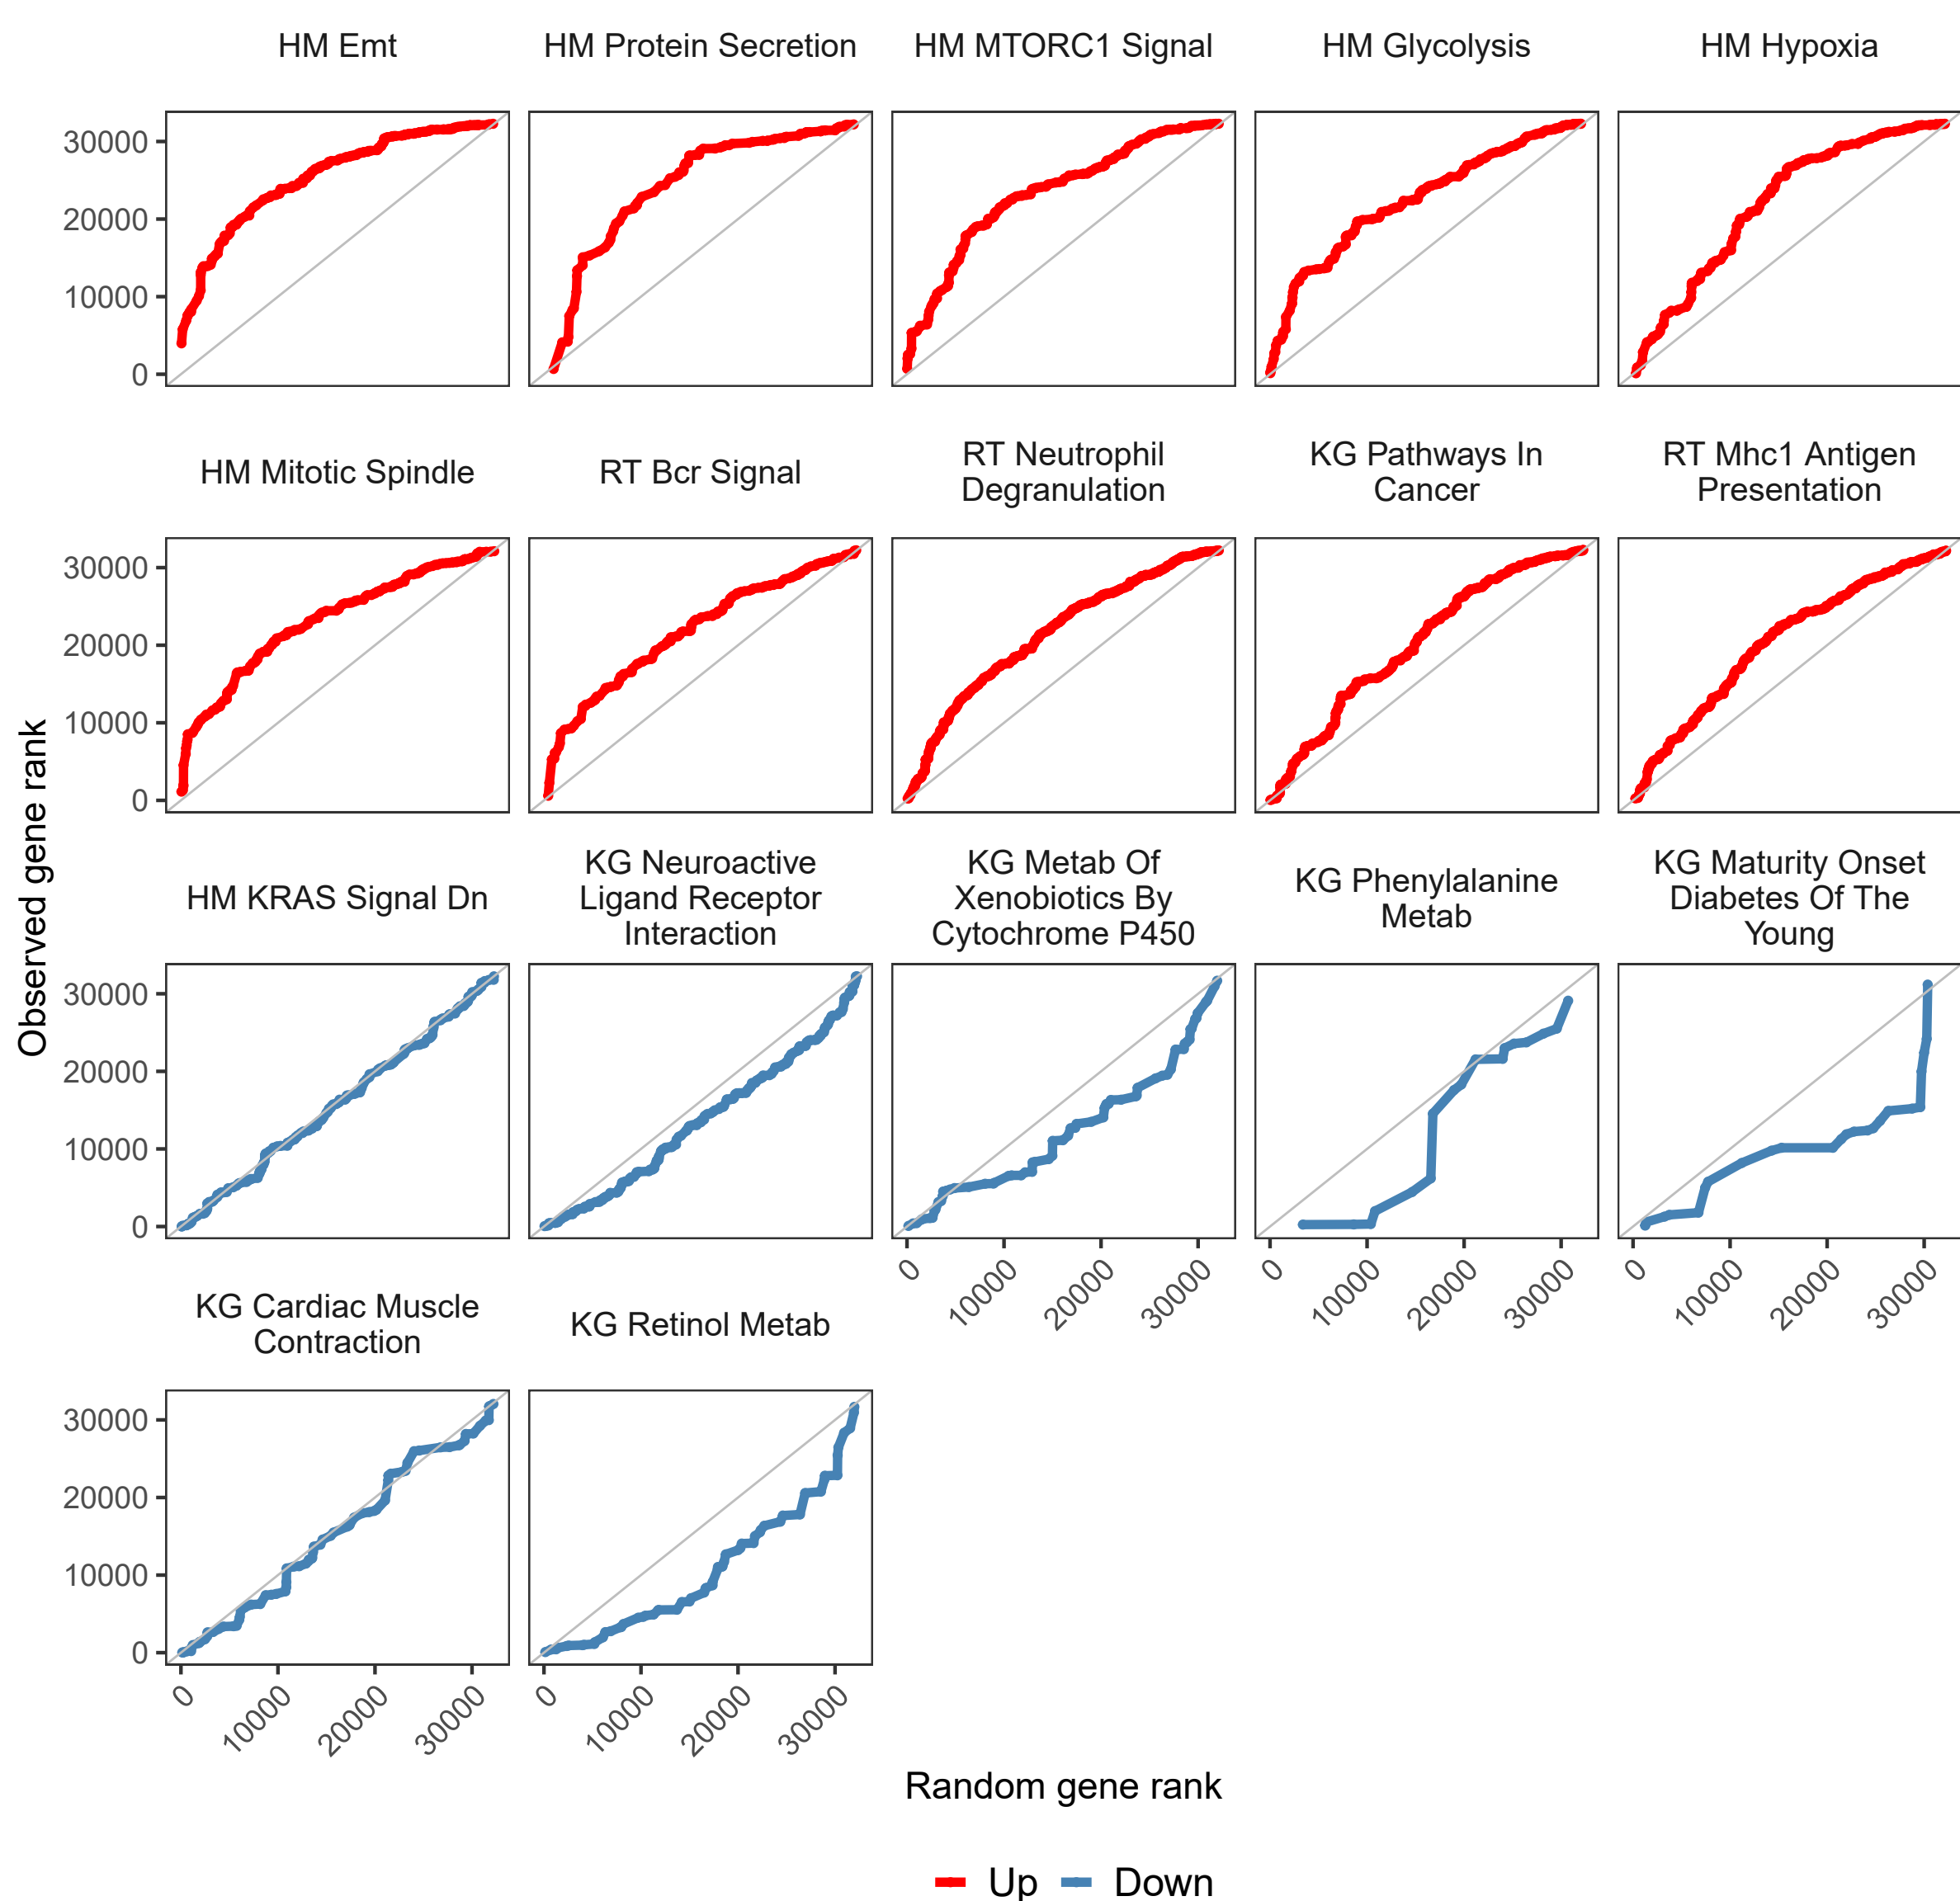 HM Emt
HM Protein Secretion
HM MTORC1 Signal
HM Glycolysis
HM Hypoxia
30000
20000
10000
0
HM Mitotic Spindle
RT Bcr Signal
RT Neutrophil
Degranulation
KG Pathways In
Cancer
RT Mhc1 Antigen
Presentation
30000
20000
10000
0
Observed gene rank
HM KRAS Signal Dn
KG Neuroactive
Ligand Receptor
Interaction
KG Metab Of
Xenobiotics By
Cytochrome P450
KG Phenylalanine
Metab
KG Maturity Onset
Diabetes Of The
Young
30000
20000
10000
0
0
10000
20000
30000
0
10000
20000
30000
0
10000
20000
30000
KG Cardiac Muscle
Contraction
KG Retinol Metab
30000
20000
10000
0
0
10000
20000
30000
0
10000
20000
30000
Random gene rank
Up
Down